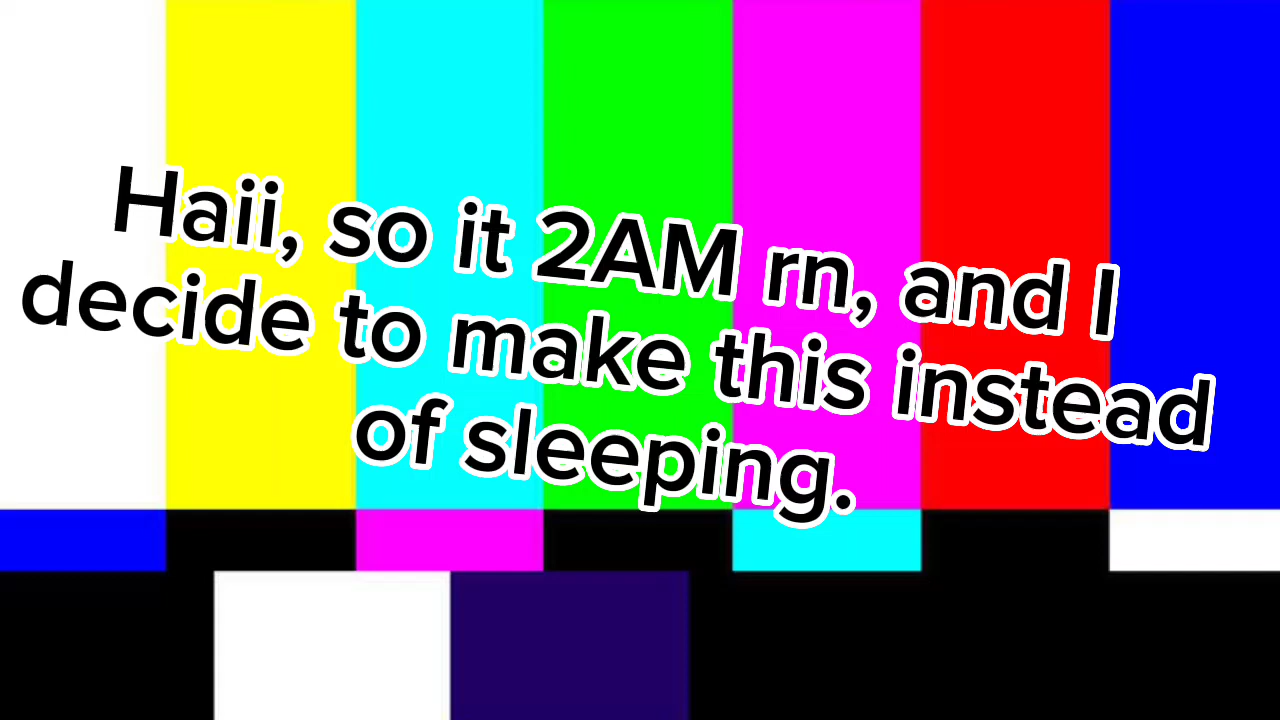 Haii, so it 2AM rn, and I
decide to make this instead
of sleeping.